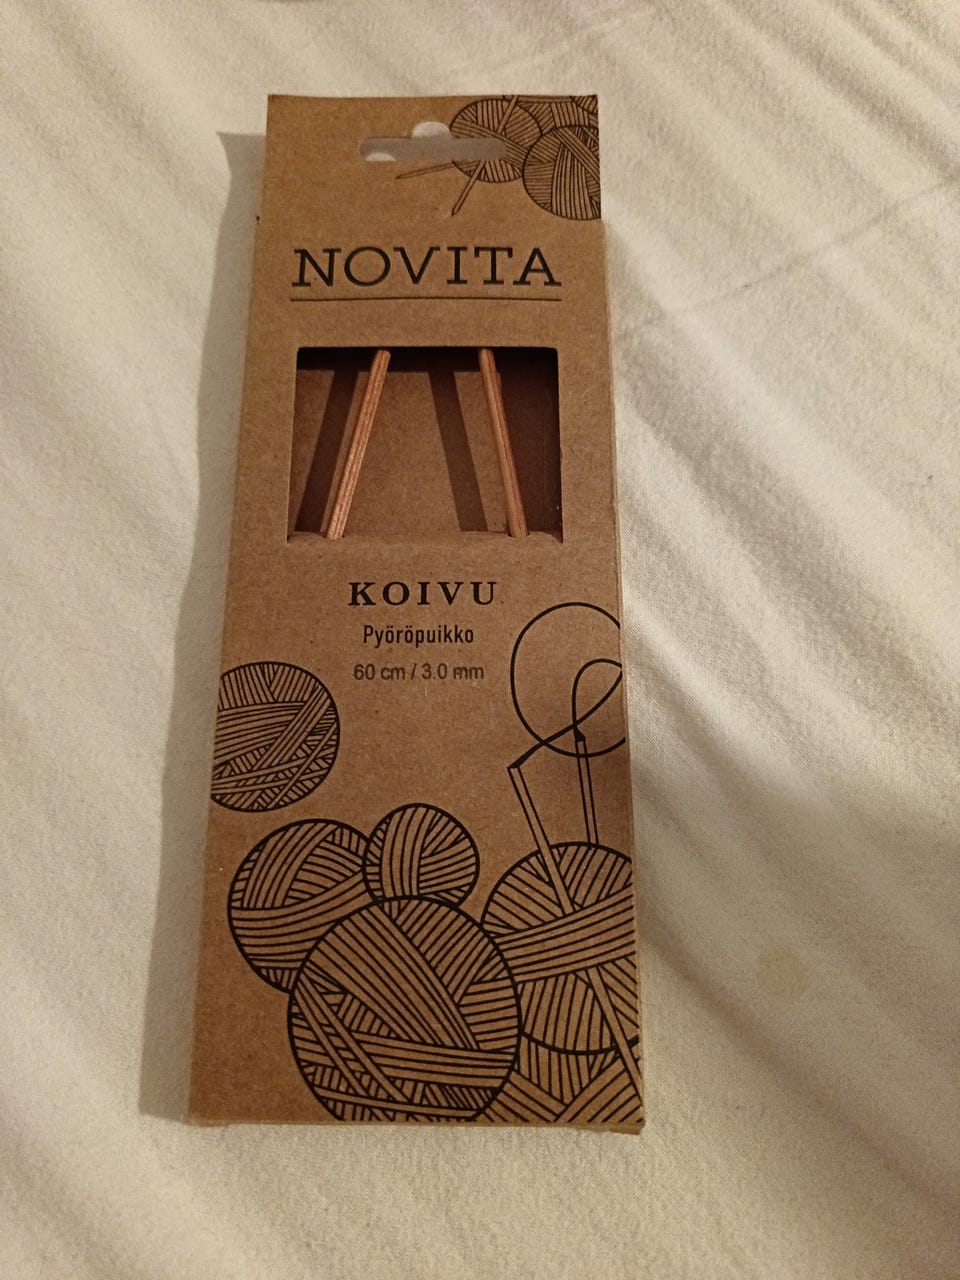 NOVITA
KOIVU
Pyöröpuikko
60 cm / 3.0 mm